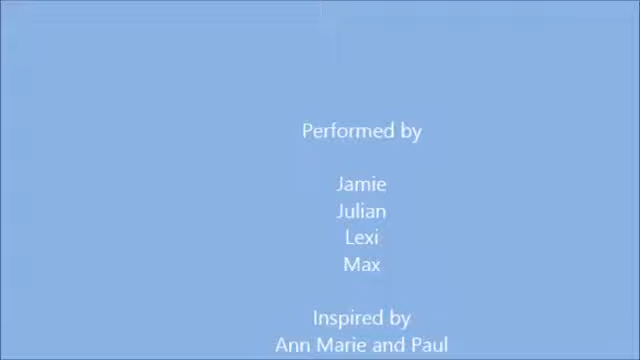 Performed by
Jamie
Julian
Lexi
Max
Inspired by
Ann Marie and Paul